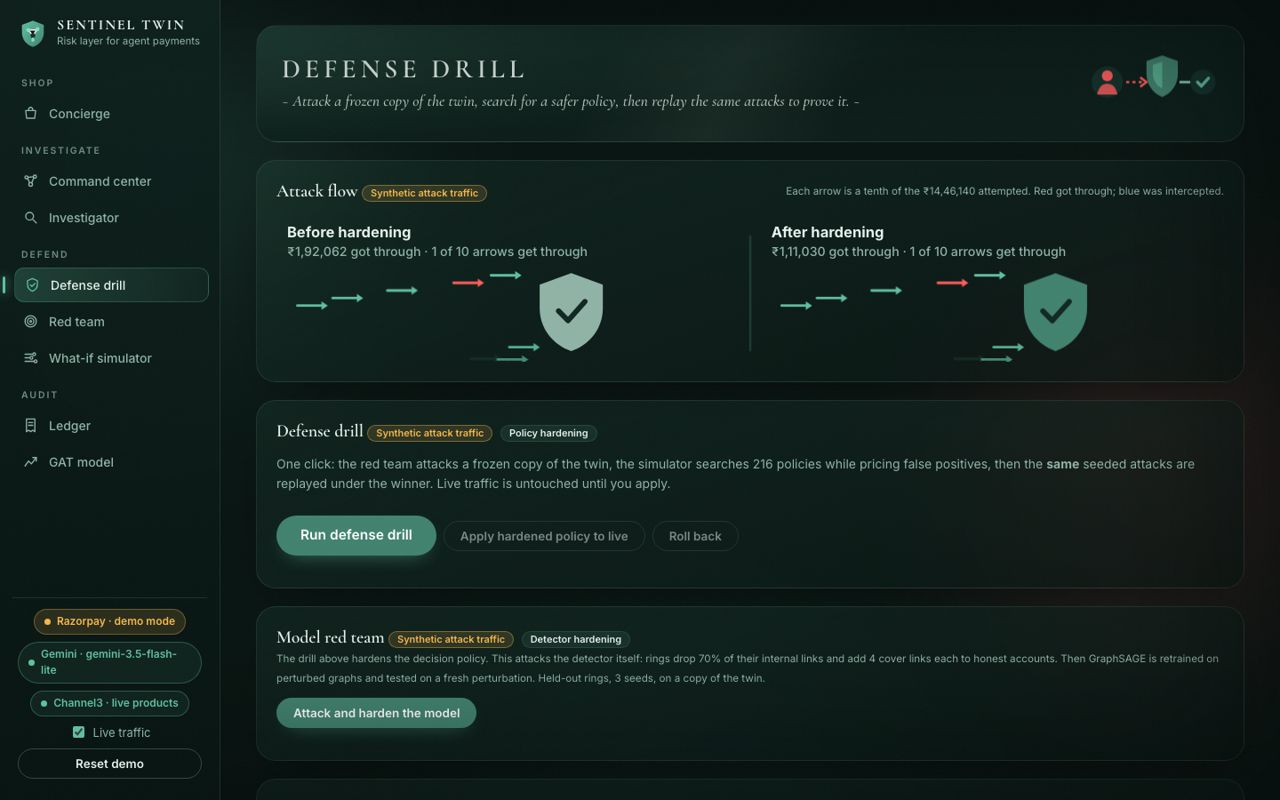 SENTINEL TWIN
Risk layer for agent payments
SHOP
Concierge
INVESTIGATE
Command center
Investigator
DEFEND
Defense drill
Red team
What-if simulator
AUDIT
Ledger
GAT model
Razorpay · demo mode
Gemini · gemini-3.5-flash-
lite
Channel3 · live products
Live traffic
Reset demo
DEFENSE DRILL
~ Attack a frozen copy of the twin, search for a safer policy, then replay the same attacks to prove it. ~
Attack flow Synthetic attack traffic
Each arrow is a tenth of the ₹14,46,140 attempted. Red got through; blue was intercepted.
Before hardening
₹1,92,062 got through · 1 of 10 arrows get through
After hardening
₹1,11,030 got through · 1 of 10 arrows get through
Defense drill Synthetic attack traffic Policy hardening
One click: the red team attacks a frozen copy of the twin, the simulator searches 216 policies while pricing false positives, then the same seeded attacks are
replayed under the winner. Live traffic is untouched until you apply.
Run defense drill Apply hardened policy to live Roll back
Model red team Synthetic attack traffic Detector hardening
The drill above hardens the decision policy. This attacks the detector itself: rings drop 70% of their internal links and add 4 cover links each to honest accounts. Then GraphSAGE is retrained on
perturbed graphs and tested on a fresh perturbation. Held-out rings, 3 seeds, on a copy of the twin.
Attack and harden the model